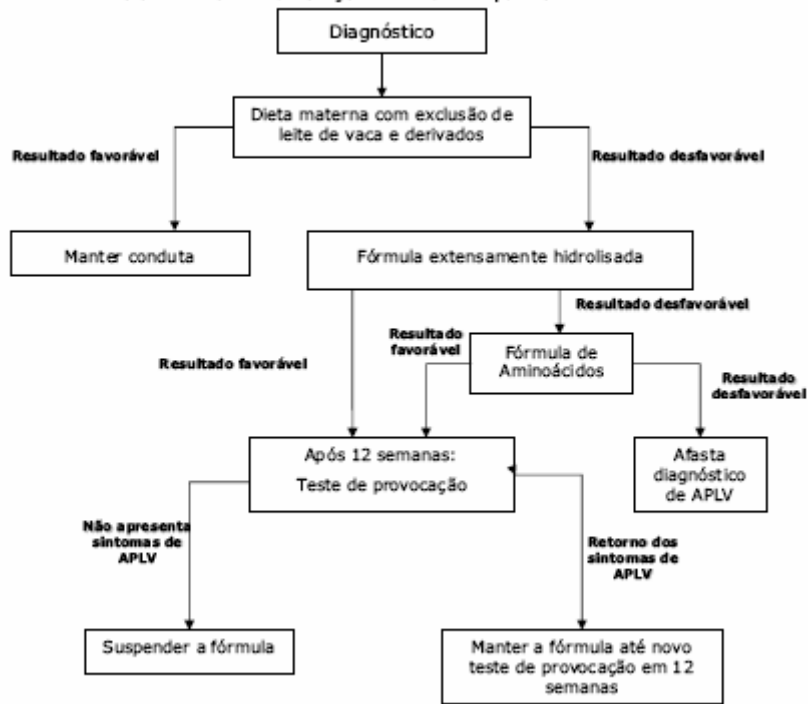 Diagnóstico
Dieta materna com exclusão de
leite de vaca e derivados
Resultado favorável
Resultado desfavorável
Manter conduta
Fórmula extensamente hidrolisada
Resultado desfavorável
Resultado
favorável
Resultado favorável
Fórmula de
Aminoácidos
Resultado
desfavorável
Após 12 semanas:
Teste de provocação
Afasta
diagnóstico
de APLV
Não apresenta
sintomas de
APLV
Retorno dos
sintomas de
APLV
Suspender a fórmula
Manter a fórmula até novo
teste de provocação em 12
semanas